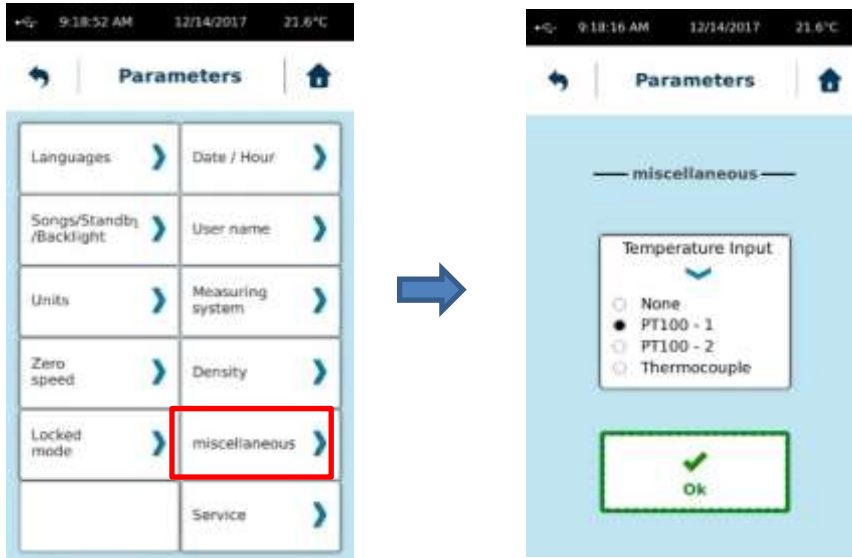 9:18:52 AM 12/14/2017 21.6°C
Parameters
Languages
Date / Hour
Songs/Standby
/Backlight
User name
Units
Measuring
system
Zero
speed
Density
Locked
mode
miscellaneous
Service
9:18:16 AM 12/14/2017 21.6°C
Parameters
miscellaneous
Temperature Input
None
PT100 - 1
PT100 - 2
Thermocouple
Ok